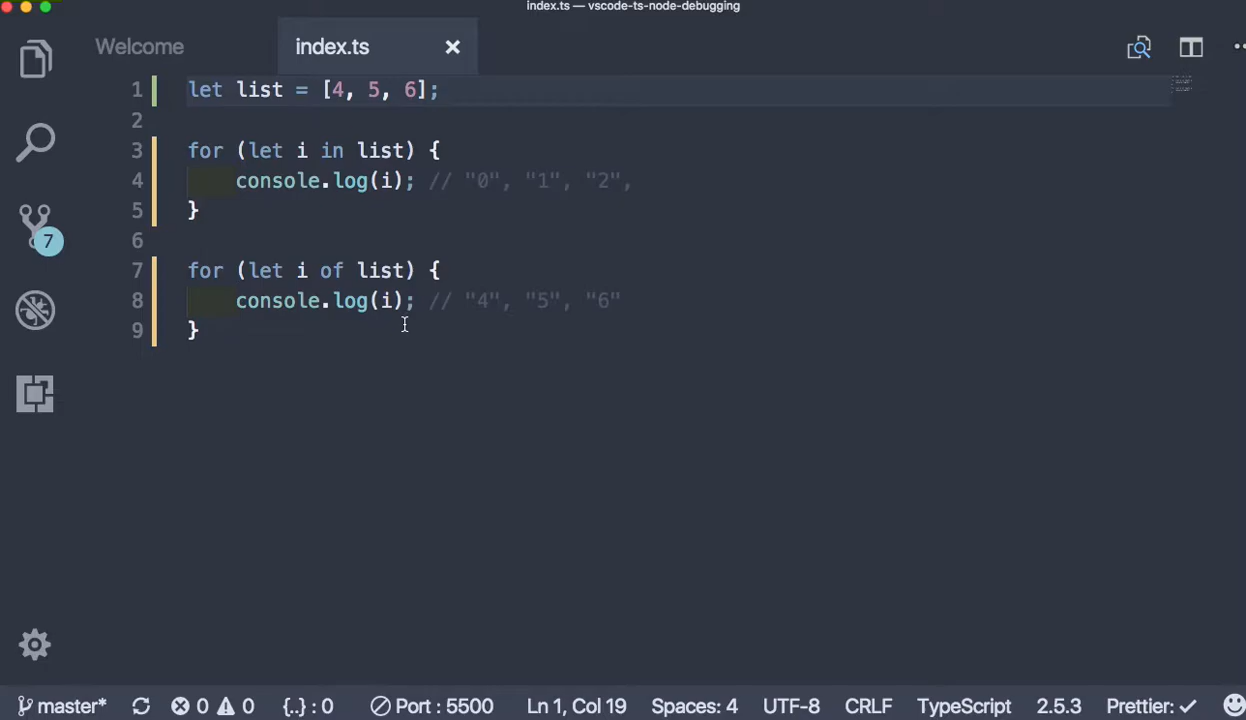 index.ts — vscode-ts-node-debugging
Welcome index.ts
1 let list = [4, 5, 6];
2
3 for (let i in list) {
4 console.log(i); // "0", "1", "2",
5 }
6
7 for (let i of list) {
8 console.log(i); // "4", "5", "6"
9 }
7
master* 0 0 {..} : 0 Port : 5500 Ln 1, Col 19 Spaces: 4 UTF-8 CRLF TypeScript 2.5.3 Prettier: ✓